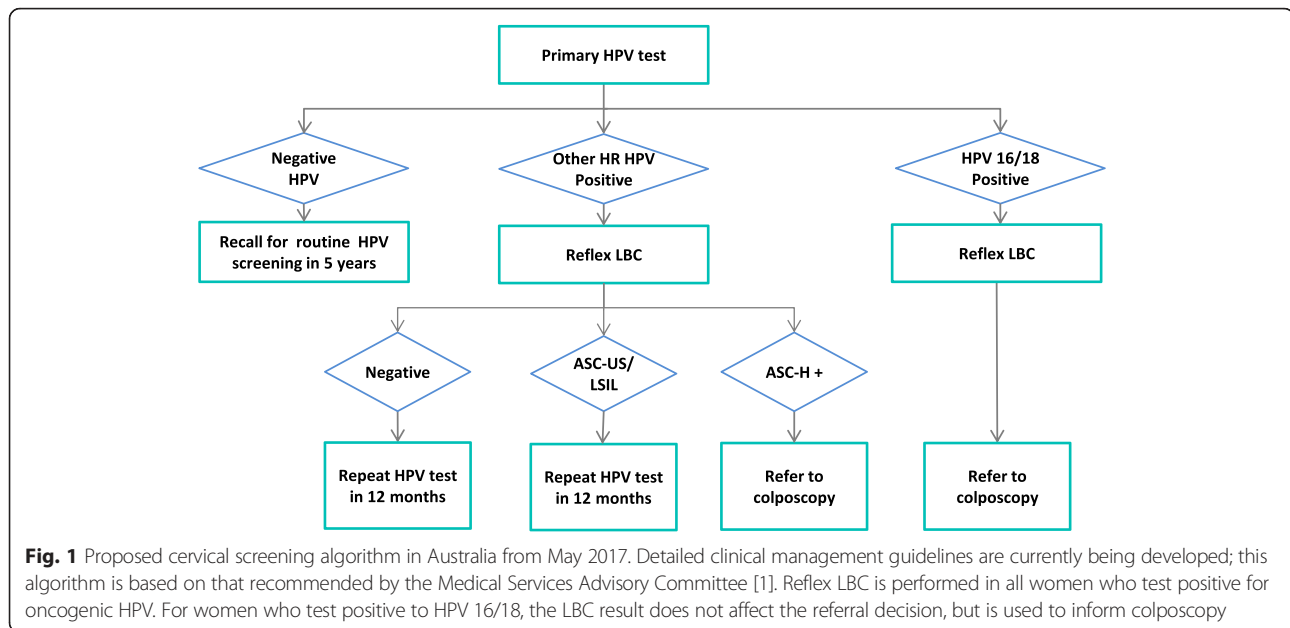 Primary HPV test
Negative
HPV
Other HR HPV
Positive
HPV 16/18
Positive
Recall for routine HPV
screening in 5 years
Reflex LBC
Reflex LBC
Negative
ASC-US/
LSIL
ASC-H +
Repeat HPV test
in 12 months
Repeat HPV test
in 12 months
Refer to
colposcopy
Refer to
colposcopy
Fig. 1 Proposed cervical screening algorithm in Australia from May 2017. Detailed clinical management guidelines are currently being developed; this
algorithm is based on that recommended by the Medical Services Advisory Committee [1]. Reflex LBC is performed in all women who test positive for
oncogenic HPV. For women who test positive to HPV 16/18, the LBC result does not affect the referral decision, but is used to inform colposcopy